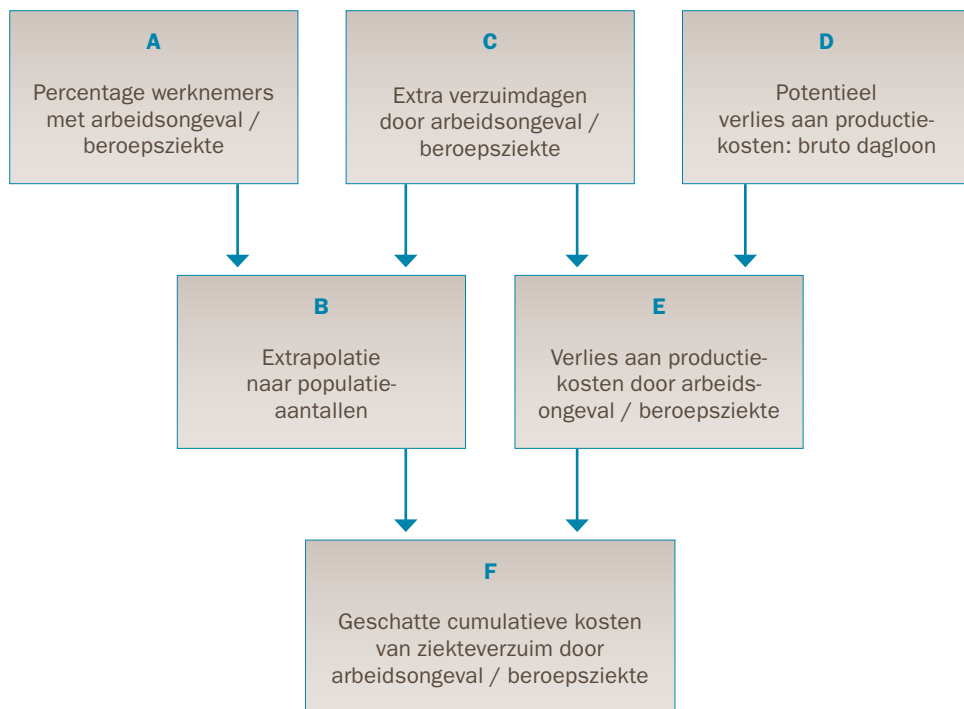 A
Percentage werknemers
met arbeidsongeval /
beroepsziekte
C
Extra verzuimdagen
door arbeidsongeval /
beroepsziekte
D
Potentieel
verlies aan productie-
kosten: bruto dagloon
B
Extrapolatie
naar populatie-
aantallen
E
Verlies aan productie-
kosten door arbeids-
ongeval / beroepsziekte
F
Geschatte cumulatieve kosten
van ziekteverzuim door
arbeidsongeval / beroepsziekte